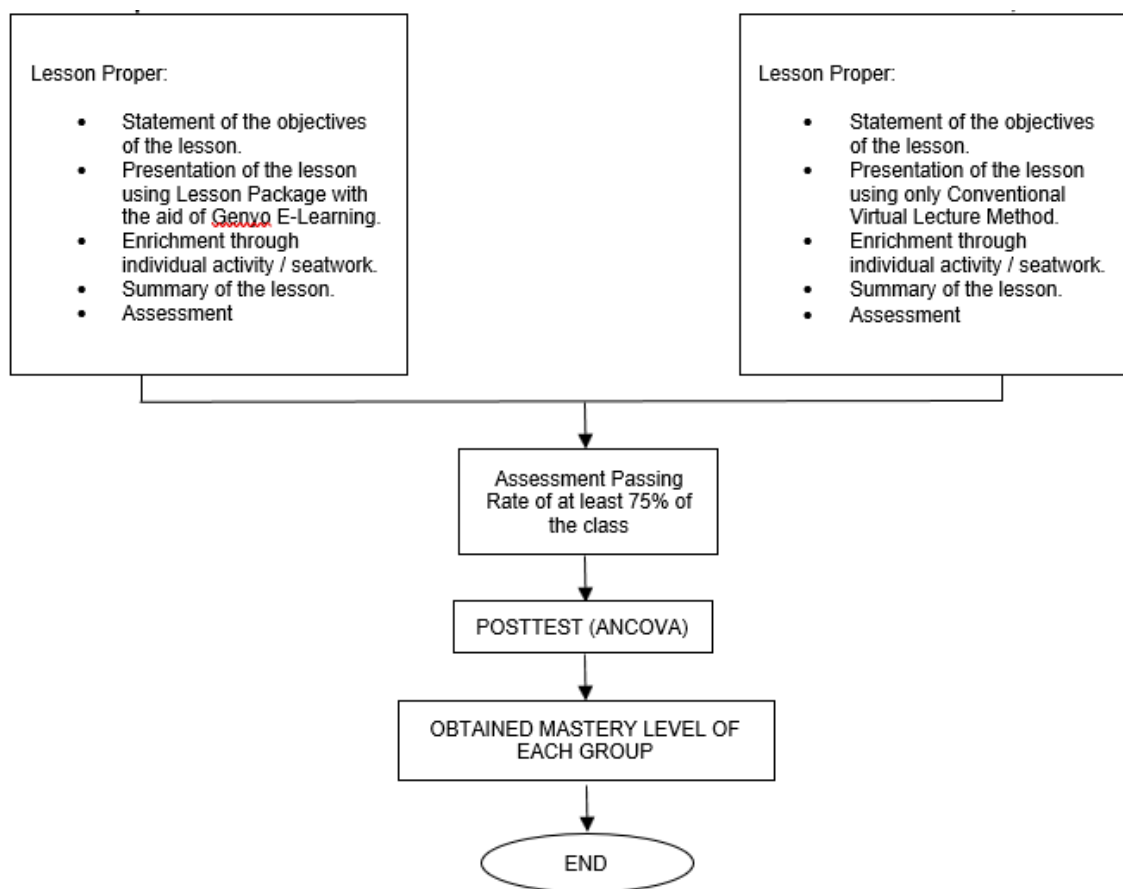 Lesson Proper:
• Statement of the objectives
of the lesson.
• Presentation of the lesson
using Lesson Package with
the aid of Genyo E-Learning.
• Enrichment through
individual activity / seatwork.
• Summary of the lesson.
• Assessment
Lesson Proper:
• Statement of the objectives
of the lesson.
• Presentation of the lesson
using only Conventional
Virtual Lecture Method.
• Enrichment through
individual activity / seatwork.
• Summary of the lesson.
• Assessment
Assessment Passing
Rate of at least 75% of
the class
POSTTEST (ANCOVA)
OBTAINED MASTERY LEVEL OF
EACH GROUP
END